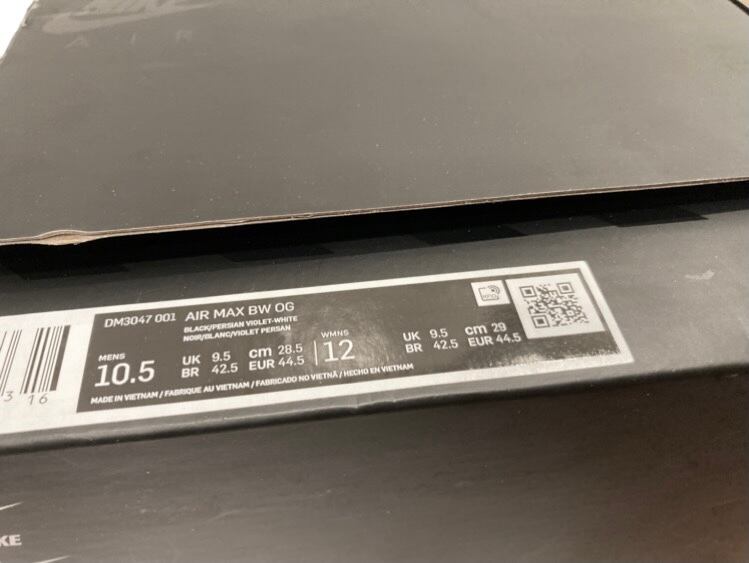 NIKE
AIR
DM3047 001 AIR MAX BW OG
BLACK/PERSIAN VIOLET-WHITE
NOIR/BLANC/VIOLET PERSAN
MENS
10.5
UK 9.5 cm 28.5
BR 42.5 EUR 44.5
WMNS
12
UK 9.5 cm 29
BR 42.5 EUR 44.5
MADE IN VIETNAM / FABRIQUE AU VIETNAM / FABRICADO NO VIETNÃ / HECHO EN VIETNAM
RFID
3 16
KE